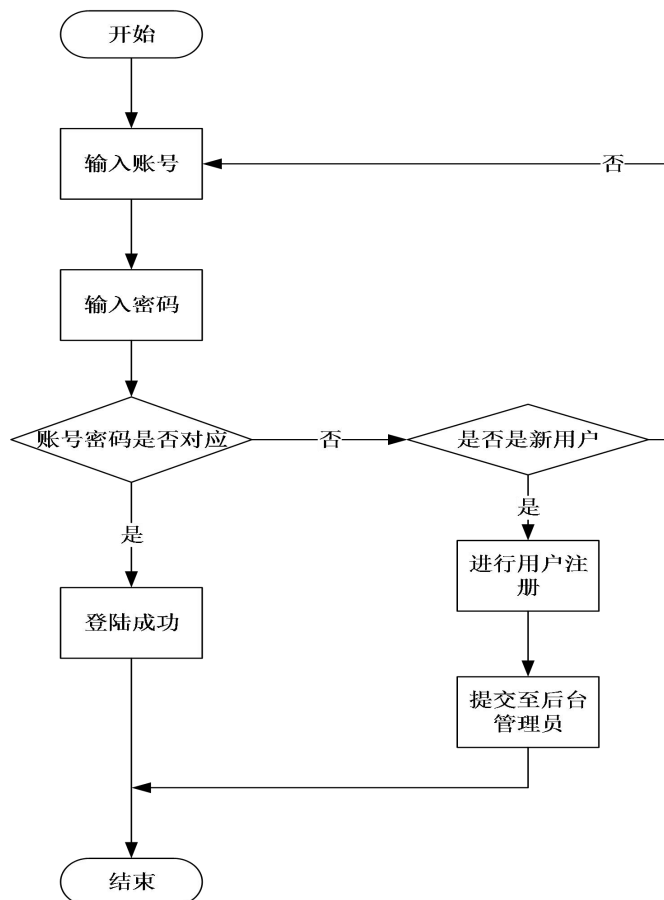 开始
输入账号
否
输入密码
账号密码是否对应
否
是否是新用户
是
是
进行用户注
册
登陆成功
提交至后台
管理员
结束